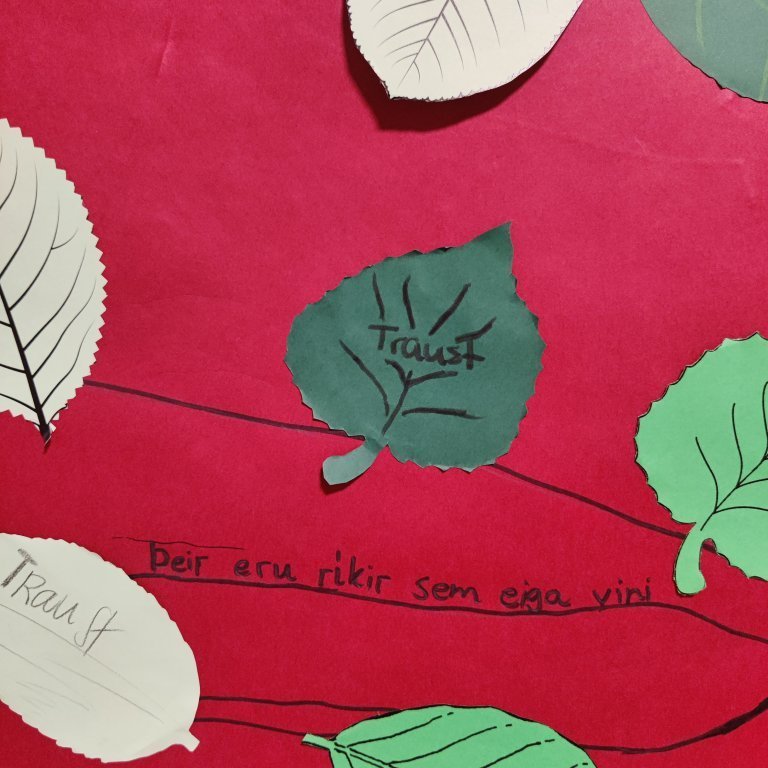 Traust
Þeir eru ríkir sem eiga vini
Traust